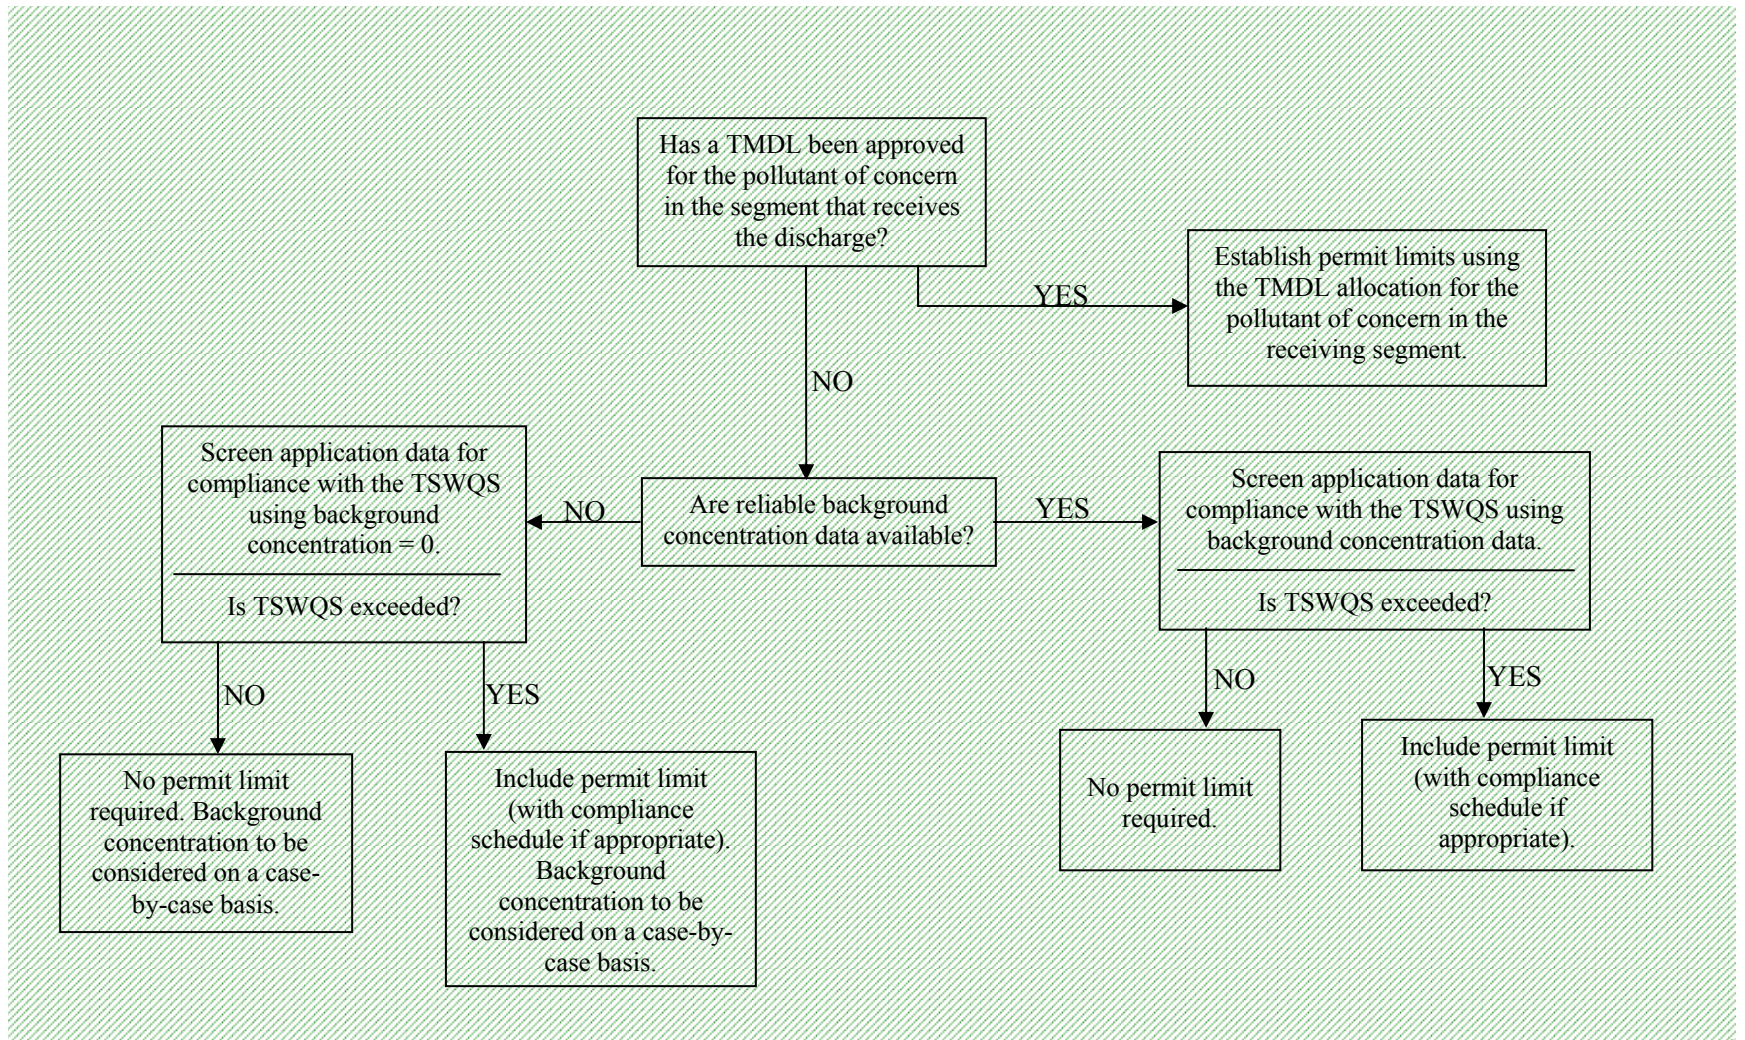 Has a TMDL been approved
for the pollutant of concern
in the segment that receives
the discharge?
YES
Establish permit limits using
the TMDL allocation for the
pollutant of concern in the
receiving segment.
NO
Are reliable background
concentration data available?
NO
Screen application data for
compliance with the TSWQS
using background
concentration = 0.
Is TSWQS exceeded?
YES
Screen application data for
compliance with the TSWQS using
background concentration data.
Is TSWQS exceeded?
NO
No permit limit
required. Background
concentration to be
considered on a case-
by-case basis.
YES
Include permit limit
(with compliance
schedule if appropriate).
Background
concentration to be
considered on a case-by-
case basis.
NO
No permit limit
required.
YES
Include permit limit
(with compliance
schedule if
appropriate).